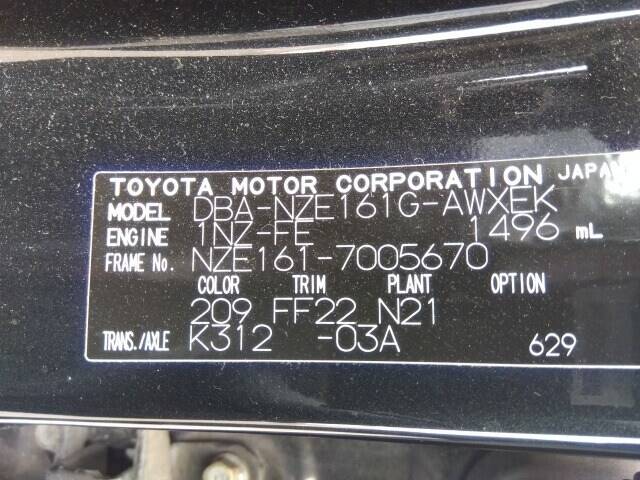 TOYOTA MOTOR CORPORATION JAPAN
MODEL DBA-NZE161G-AWXEK
ENGINE 1NZ-FE 1496 mL
FRAME No. NZE161-7005670
COLOR TRIM PLANT OPTION
209 FF22 N21
TRANS./AXLE K312 -03A 629